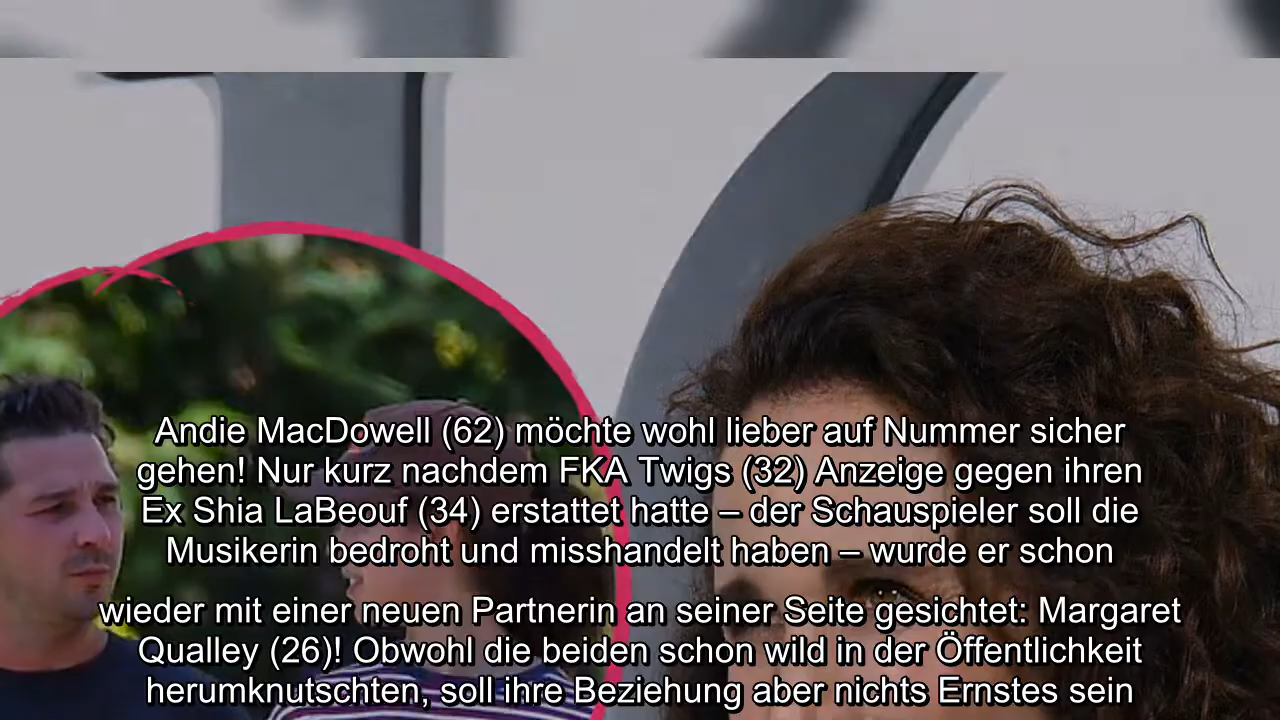 Andie MacDowell (62) möchte wohl lieber auf Nummer sicher
gehen! Nur kurz nachdem FKA Twigs (32) Anzeige gegen ihren
Ex Shia LaBeouf (34) erstattet hatte – der Schauspieler soll die
Musikerin bedroht und misshandelt haben – wurde er schon
wieder mit einer neuen Partnerin an seiner Seite gesichtet: Margaret
Qualley (26)! Obwohl die beiden schon wild in der Öffentlichkeit
herumknutschten, soll ihre Beziehung aber nichts Ernstes sein